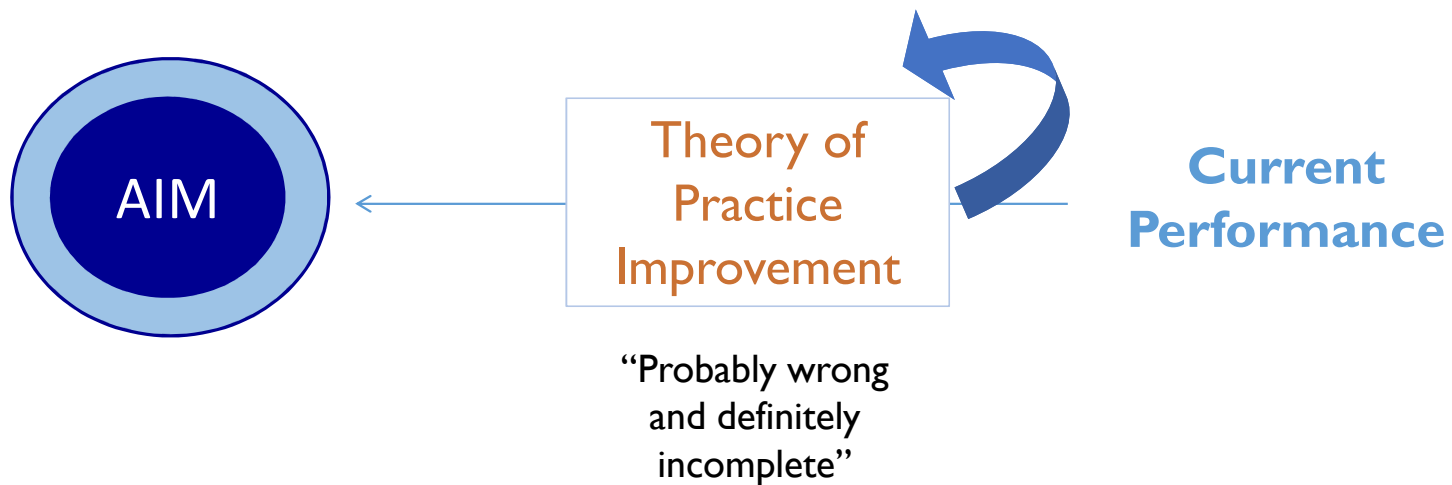 AIM
Theory of
Practice
Improvement
Current
Performance
“Probably wrong
and definitely
incomplete”